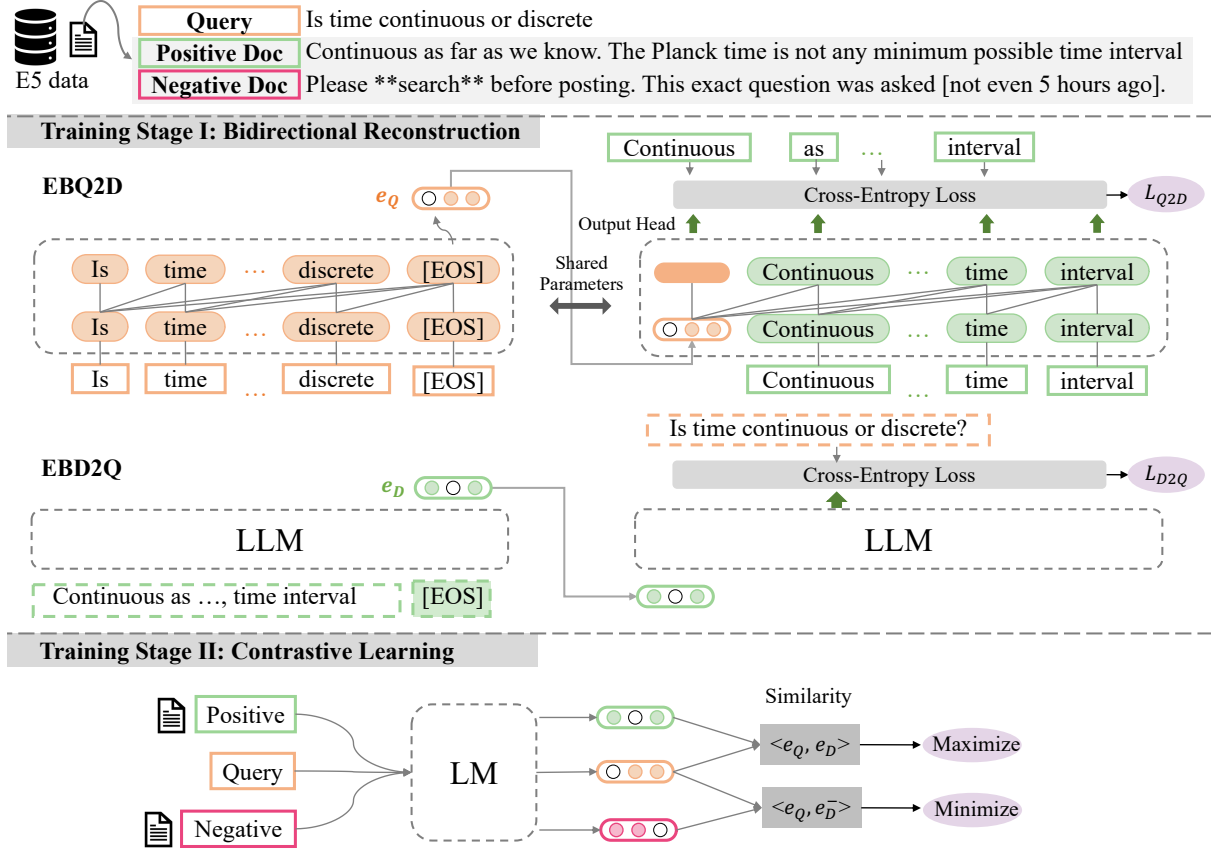 E5 data
Query Is time continuous or discrete
Positive Doc Continuous as far as we know. The Planck time is not any minimum possible time interval
Negative Doc Please **search** before posting. This exact question was asked [not even 5 hours ago].
Training Stage I: Bidirectional Reconstruction
Continuous as … interval
EBQ2D
e_Q
Cross-Entropy Loss
L_{Q2D}
Output Head
Is time … discrete [EOS]
Shared
Parameters
Continuous … time interval
Is time … discrete [EOS]
Continuous … time interval
Is time … discrete [EOS]
Continuous … time interval
Is time continuous or discrete?
EBD2Q
e_D
Cross-Entropy Loss
L_{D2Q}
LLM
LLM
Continuous as …, time interval [EOS]
Training Stage II: Contrastive Learning
Similarity
Positive
Query
Negative
LM
<e_Q, e_D>
Maximize
<e_Q, e_D^->
Minimize